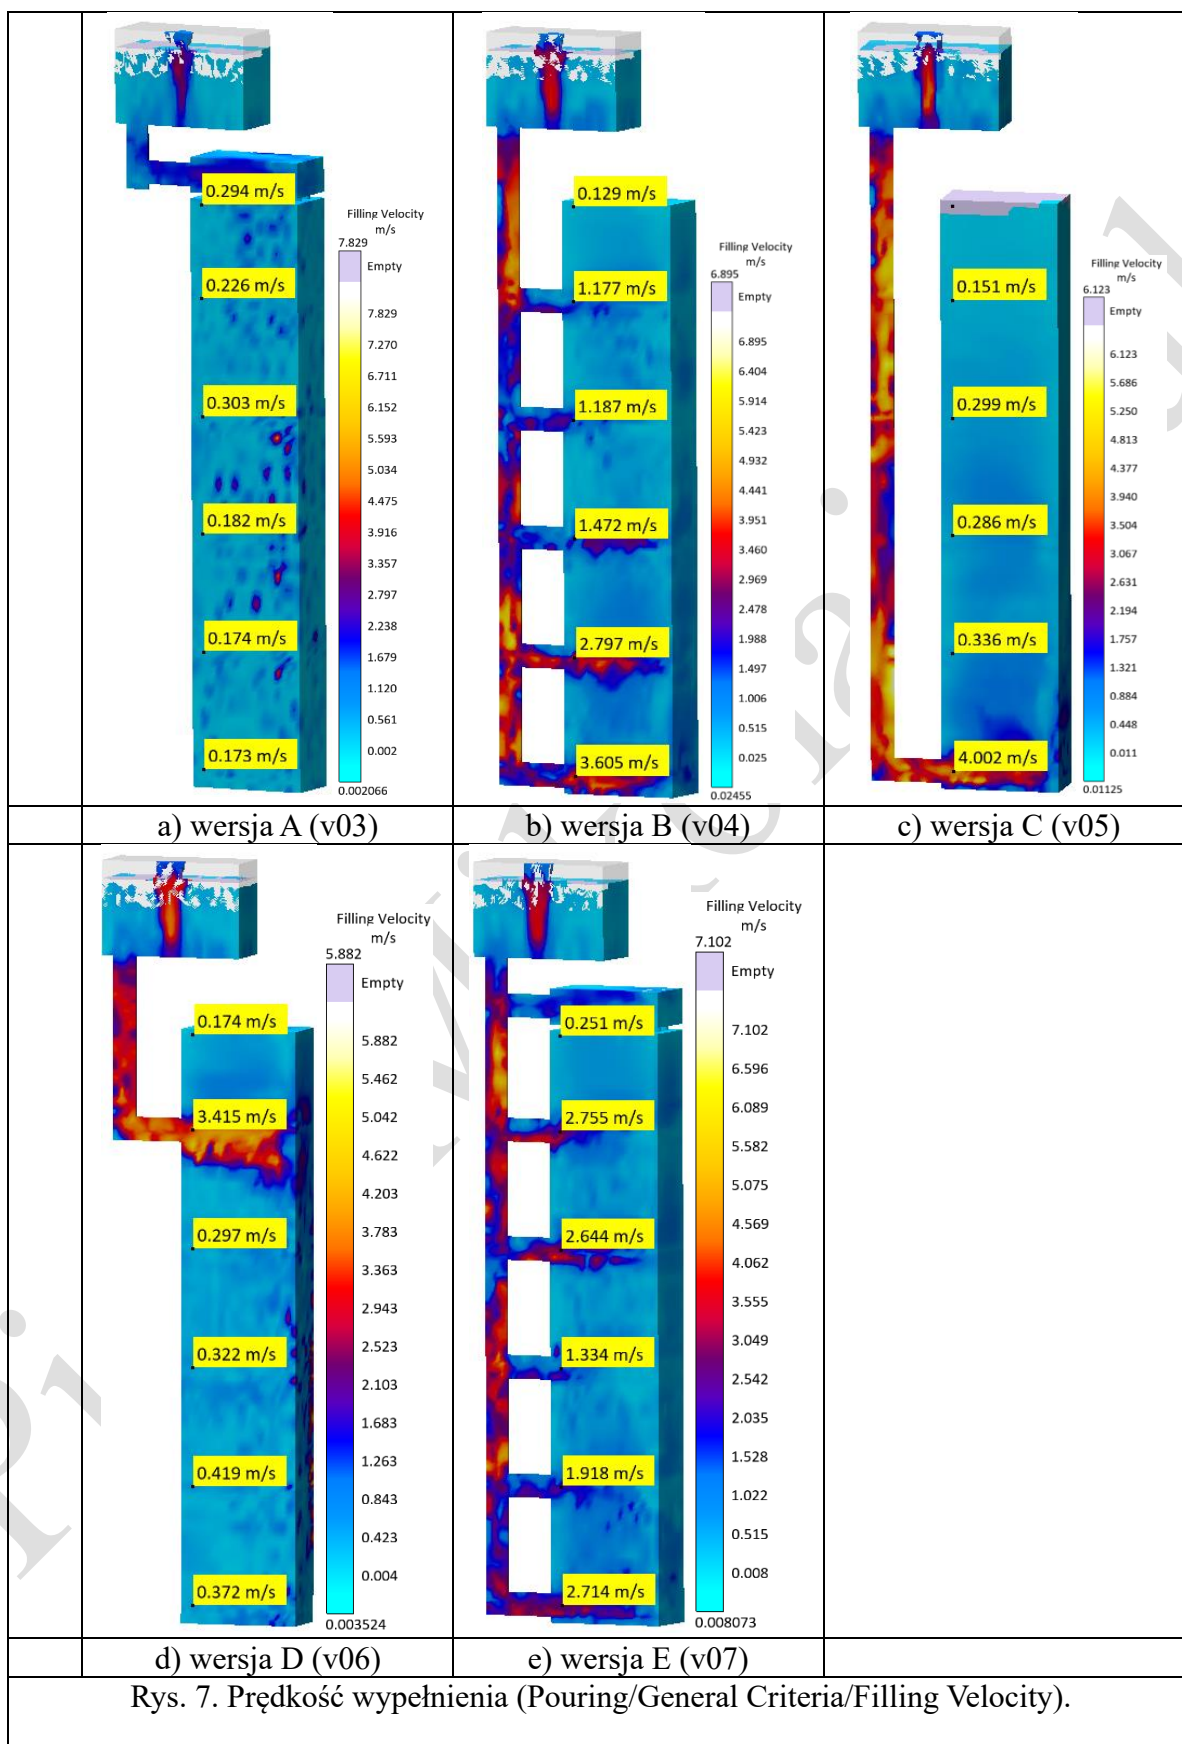 Filling Velocity
m/s
7.829
Empty
7.829
7.270
6.711
6.152
5.593
5.034
4.475
3.916
3.357
2.797
2.238
1.679
1.120
0.561
0.002
0.002066
0.294 m/s
0.226 m/s
0.303 m/s
0.182 m/s
0.174 m/s
0.173 m/s
a) wersja A (v03)
Filling Velocity
m/s
6.895
Empty
6.895
6.404
5.914
5.423
4.932
4.441
3.951
3.460
2.969
2.478
1.988
1.497
1.006
0.515
0.025
0.02455
0.129 m/s
1.177 m/s
1.187 m/s
1.472 m/s
2.797 m/s
3.605 m/s
b) wersja B (v04)
Filling Velocity
m/s
6.123
Empty
6.123
5.686
5.250
4.813
4.377
3.940
3.504
3.067
2.631
2.194
1.757
1.321
0.884
0.448
0.011
0.01125
0.151 m/s
0.299 m/s
0.286 m/s
0.336 m/s
4.002 m/s
c) wersja C (v05)
Filling Velocity
m/s
5.882
Empty
5.882
5.462
5.042
4.622
4.203
3.783
3.363
2.943
2.523
2.103
1.683
1.263
0.843
0.423
0.004
0.003524
0.174 m/s
3.415 m/s
0.297 m/s
0.322 m/s
0.419 m/s
0.372 m/s
d) wersja D (v06)
Filling Velocity
m/s
7.102
Empty
7.102
6.596
6.089
5.582
5.075
4.569
4.062
3.555
3.049
2.542
2.035
1.528
1.022
0.515
0.008
0.008073
0.251 m/s
2.755 m/s
2.644 m/s
1.334 m/s
1.918 m/s
2.714 m/s
e) wersja E (v07)
Rys. 7. Prędkość wypełnienia (Pouring/General Criteria/Filling Velocity).